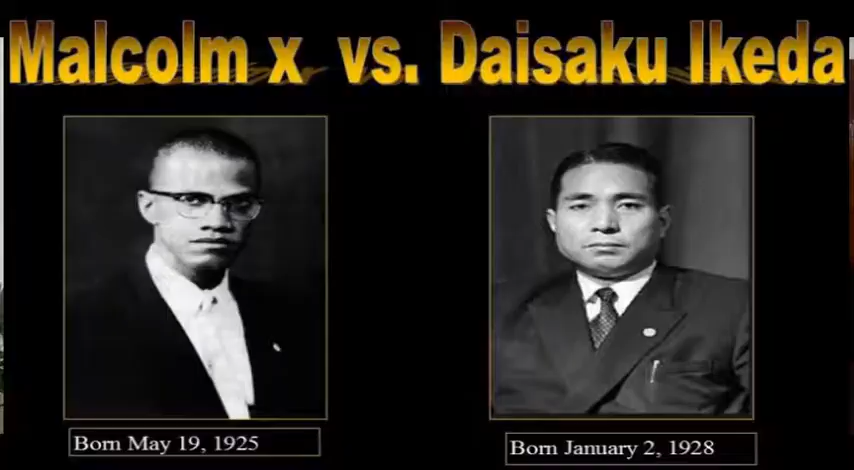 Malcolm x vs. Daisaku Ikeda
Born May 19, 1925
Born January 2, 1928